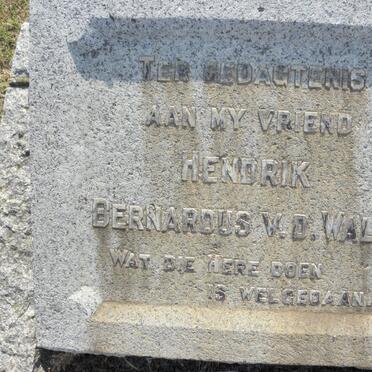 TER GEDAGTENIS
AAN MY VRIEND
HENDRIK
BERNARDUS V.D. WAL
WAT DIE HERE DOEN
IS WELGEDAAN.